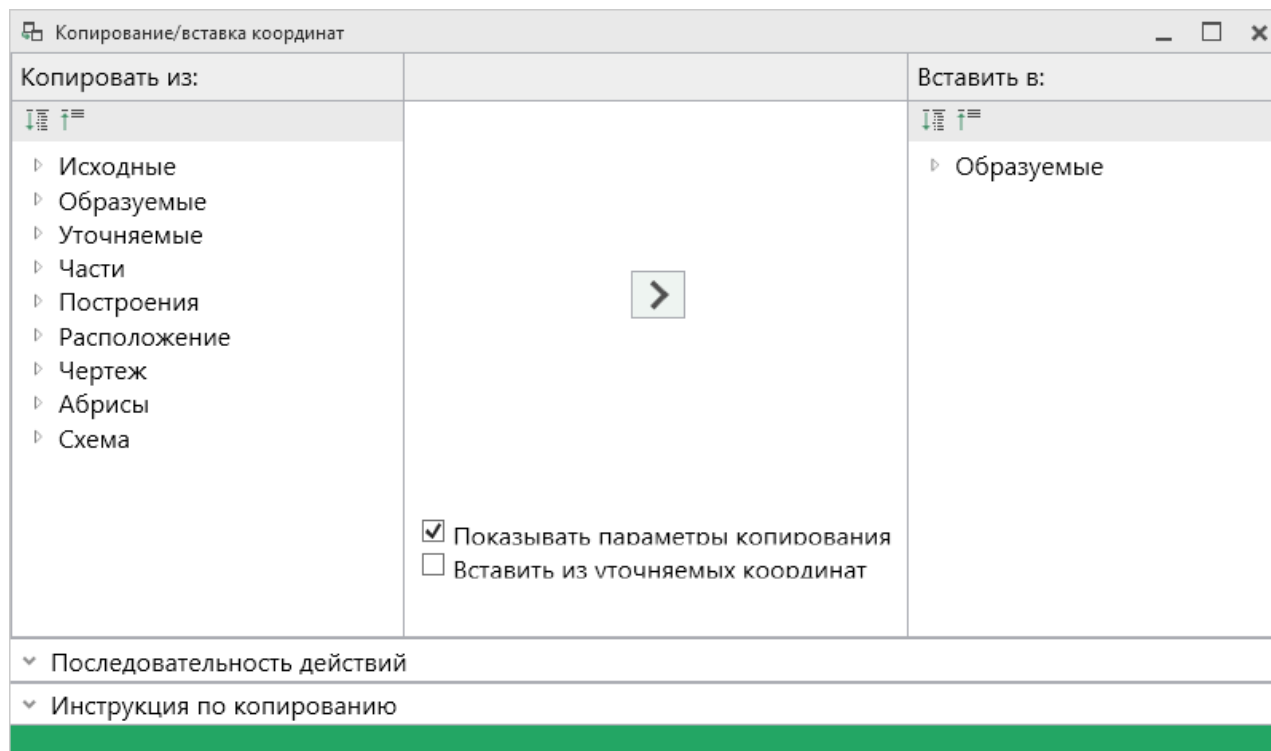 Копирование/вставка координат
Копировать из:
Вставить в:
Исходные
Образуемые
Образуемые
Уточняемые
Части
Построения
Расположение
Чертеж
Абрисы
Схема
Показывать параметры копирования
Вставить из уточняемых координат
Последовательность действий
Инструкция по копированию